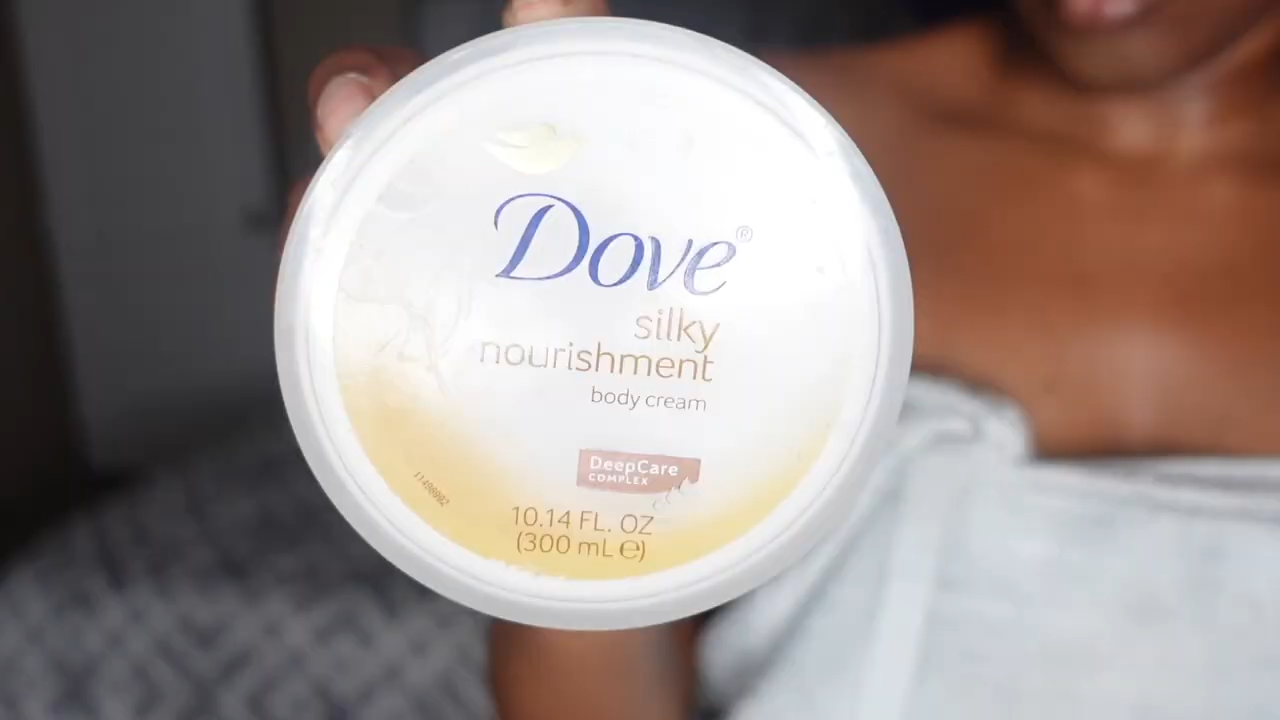 Dove®
silky
nourishment
body cream
DeepCare
COMPLEX
10.14 FL. OZ
(300 mL ℮)